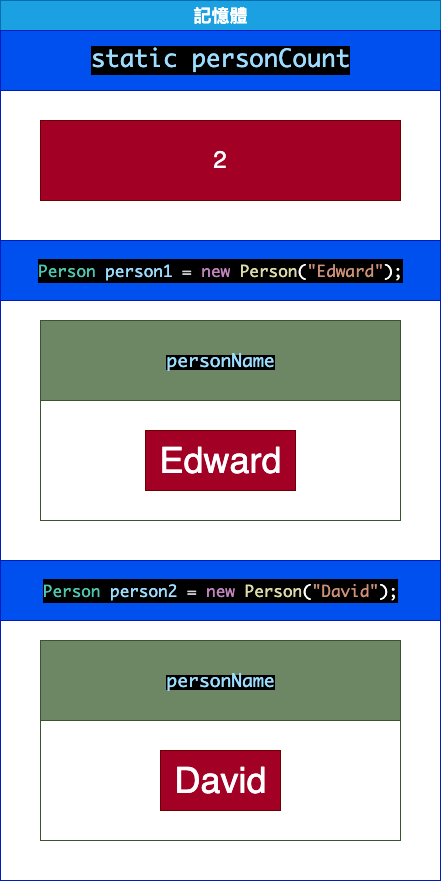 記憶體
static personCount
2
Person person1 = new Person("Edward");
personName
Edward
Person person2 = new Person("David");
personName
David